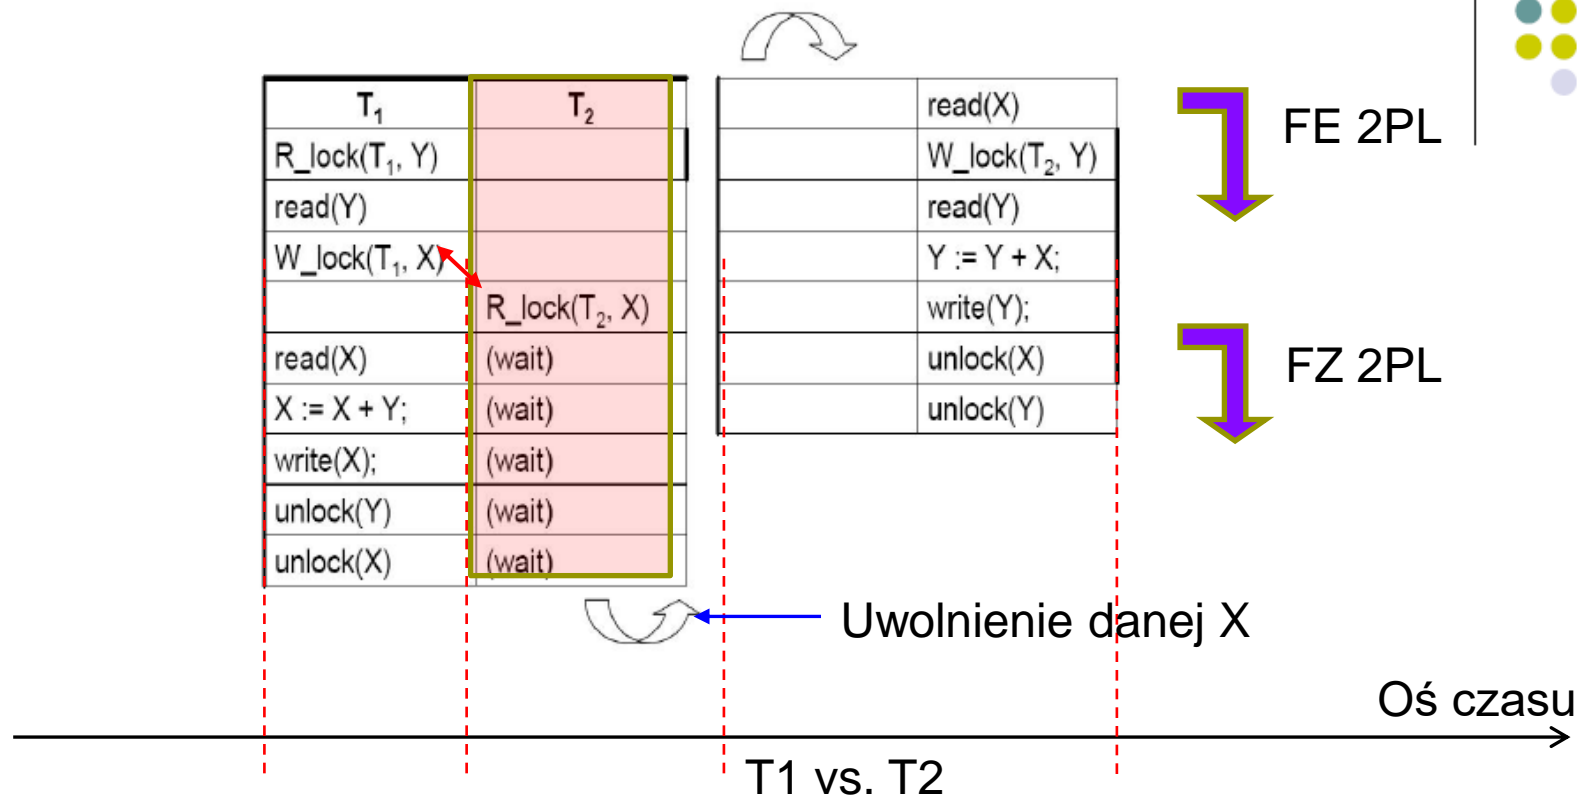 T₁ T₂
R_lock(T₁, Y)
read(Y)
W_lock(T₁, X)
R_lock(T₂, X)
read(X) (wait)
X := X + Y; (wait)
write(X); (wait)
unlock(Y) (wait)
unlock(X) (wait)
read(X)
W_lock(T₂, Y)
read(Y)
Y := Y + X;
write(Y);
unlock(X)
unlock(Y)
FE 2PL
FZ 2PL
Uwolnienie danej X
Oś czasu
T1 vs. T2